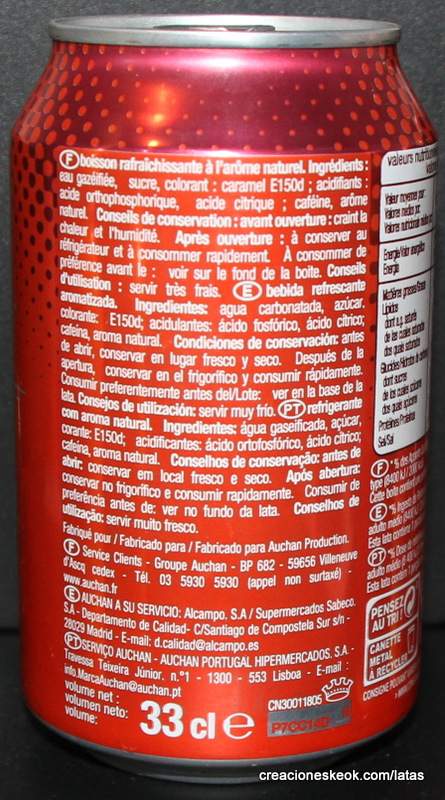 F boisson rafraîchissante à l'arôme naturel. Ingrédients :
eau gazéifiée, sucre, colorant : caramel E150d ; acidifiants :
acide orthophosphorique, acide citrique ; caféine, arôme
naturel. Conseils de conservation : avant ouverture : craint la
chaleur et l'humidité. Après ouverture : à conserver au
réfrigérateur et à consommer rapidement. À consommer de
préférence avant le : voir sur le fond de la boite. Conseils
d'utilisation : servir très frais. E bebida refrescante
aromatizada. Ingredientes: agua carbonatada, azúcar,
colorante: E150d; acidulantes: ácido fosfórico, ácido cítrico;
cafeína, aroma natural. Condiciones de conservación: antes
de abrir, conservar en lugar fresco y seco. Después de la
apertura, conservar en el frigorífico y consumir rápidamente.
Consumir preferentemente antes del/Lote: ver en la base de la
lata. Consejos de utilización: servir muy frío. PT refrigerante
com aroma natural. Ingredientes: água gaseificada, açúcar,
corante: E150d; acidificantes: ácido ortofosfórico, ácido cítrico;
cafeína, aroma natural. Conselhos de conservação: antes de
abrir: conservar em local fresco e seco. Após abertura:
conservar no frigorífico e consumir rapidamente. Consumir de
preferência antes de: ver no fundo da lata. Conselhos de
utilização: servir muito fresco.
Fabriqué pour / Fabricado para / Fabricado para Auchan Production.
F Service Clients - Groupe Auchan - BP 682 - 59656 Villeneuve
d'Ascq cedex - Tél. 03 5930 5930 (appel non surtaxé) -
www.auchan.fr
E AUCHAN A SU SERVICIO: Alcampo. S.A / Supermercados Sabeco.
S.A - Departamento de Calidad- C/Santiago de Compostela Sur s/n -
28029 Madrid - E-mail: d.calidad@alcampo.es
PT SERVIÇO AUCHAN - AUCHAN PORTUGAL HIPERMERCADOS. S.A -
Travessa Teixeira Júnior. n.º1 - 1300 - 553 Lisboa - E-mail :
info.MarcaAuchan@auchan.pt
volume net :
volumen neto:
volume:
33 cl e
CN30011805
valeurs
Valeur moyenne par:
Energía
Lípidos
dont sucres
Sel/Sal
F
E
PT
PENSEZ
AU TRI !
CANETTE
MÉTAL
À RECYCLER
creacioneskeok.com/latas